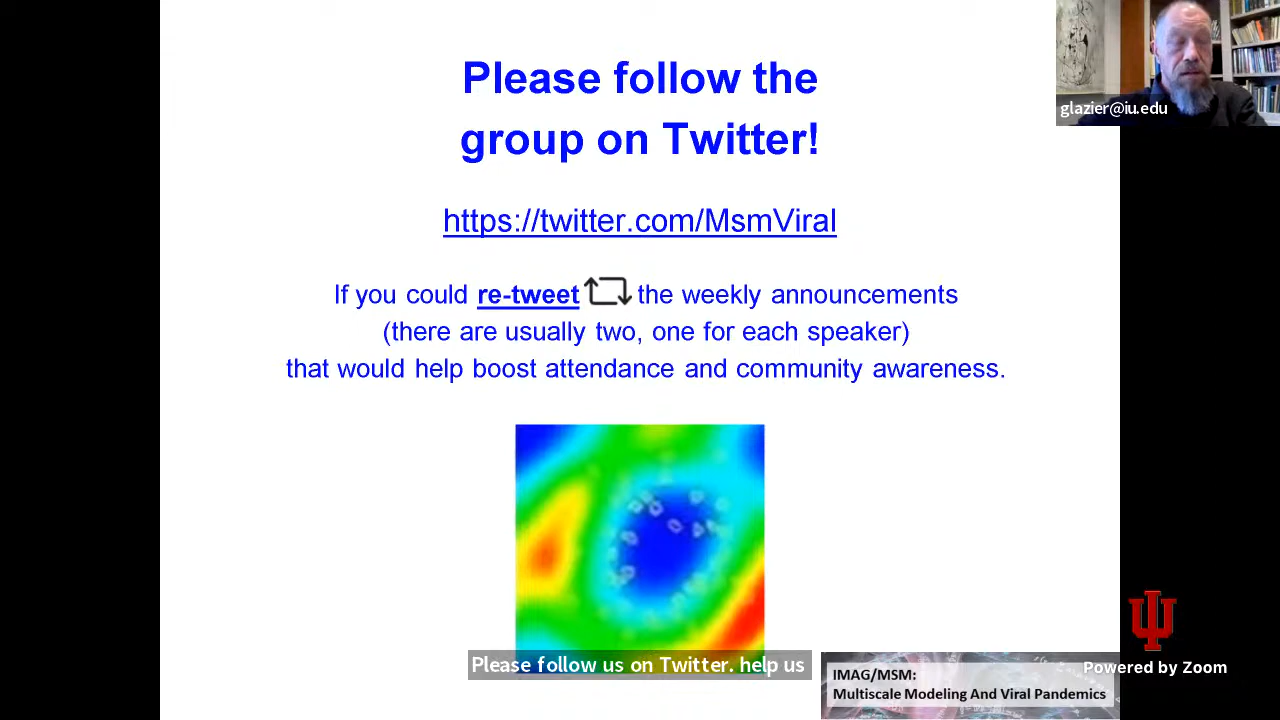 Please follow the
group on Twitter!
https://twitter.com/MsmViral
If you could re-tweet the weekly announcements
(there are usually two, one for each speaker)
that would help boost attendance and community awareness.
glazier@iu.edu
Please follow us on Twitter. help us
IMAG/MSM:
Multiscale Modeling And Viral Pandemics
Powered by Zoom